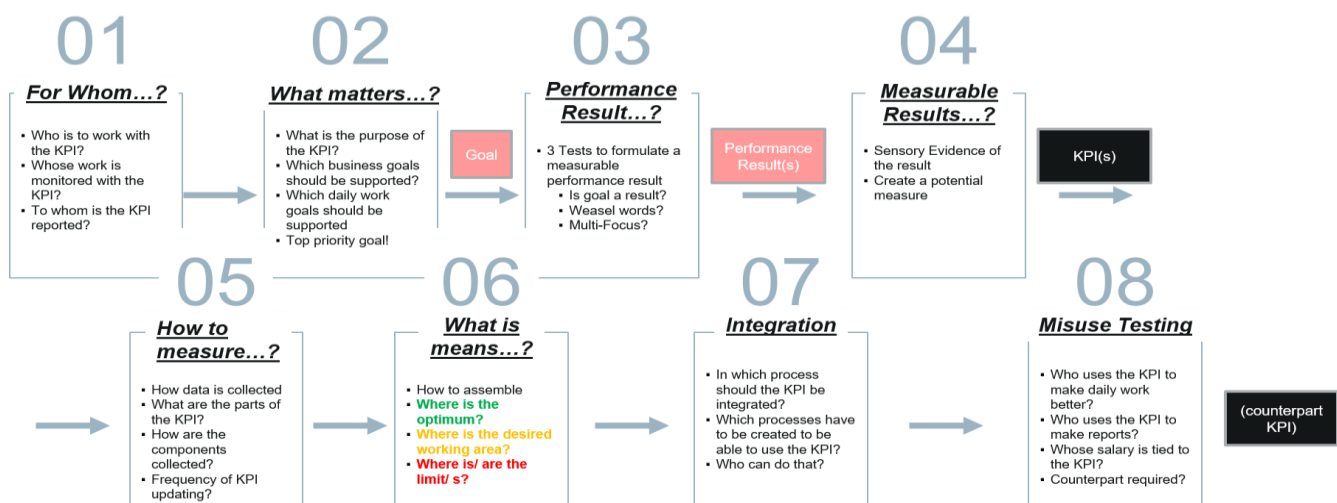 01
For Whom…?
▪ Who is to work with
the KPI?
▪ Whose work is
monitored with the
KPI?
▪ To whom is the KPI
reported?
02
What matters…?
▪ What is the purpose of
the KPI?
▪ Which business goals
should be supported?
▪ Which daily work
goals should be
supported
▪ Top priority goal!
Goal
03
Performance
Result…?
▪ 3 Tests to formulate a
measurable
performance result
▪ Is goal a result?
▪ Weasel words?
▪ Multi-Focus?
Performance
Result(s)
04
Measurable
Results…?
▪ Sensory Evidence of
the result
▪ Create a potential
measure
KPI(s)
05
How to
measure…?
▪ How data is collected
▪ What are the parts of
the KPI?
▪ How are the
components
collected?
▪ Frequency of KPI
updating?
06
What is
means…?
▪ How to assemble
▪ Where is the
optimum?
▪ Where is the desired
working area?
▪ Where is/ are the
limit/ s?
07
Integration
▪ In which process
should the KPI be
integrated?
▪ Which processes have
to be created to be
able to use the KPI?
▪ Who can do that?
08
Misuse Testing
▪ Who uses the KPI to
make daily work
better?
▪ Who uses the KPI to
make reports?
▪ Whose salary is tied to
the KPI?
▪ Counterpart required?
(counterpart
KPI)